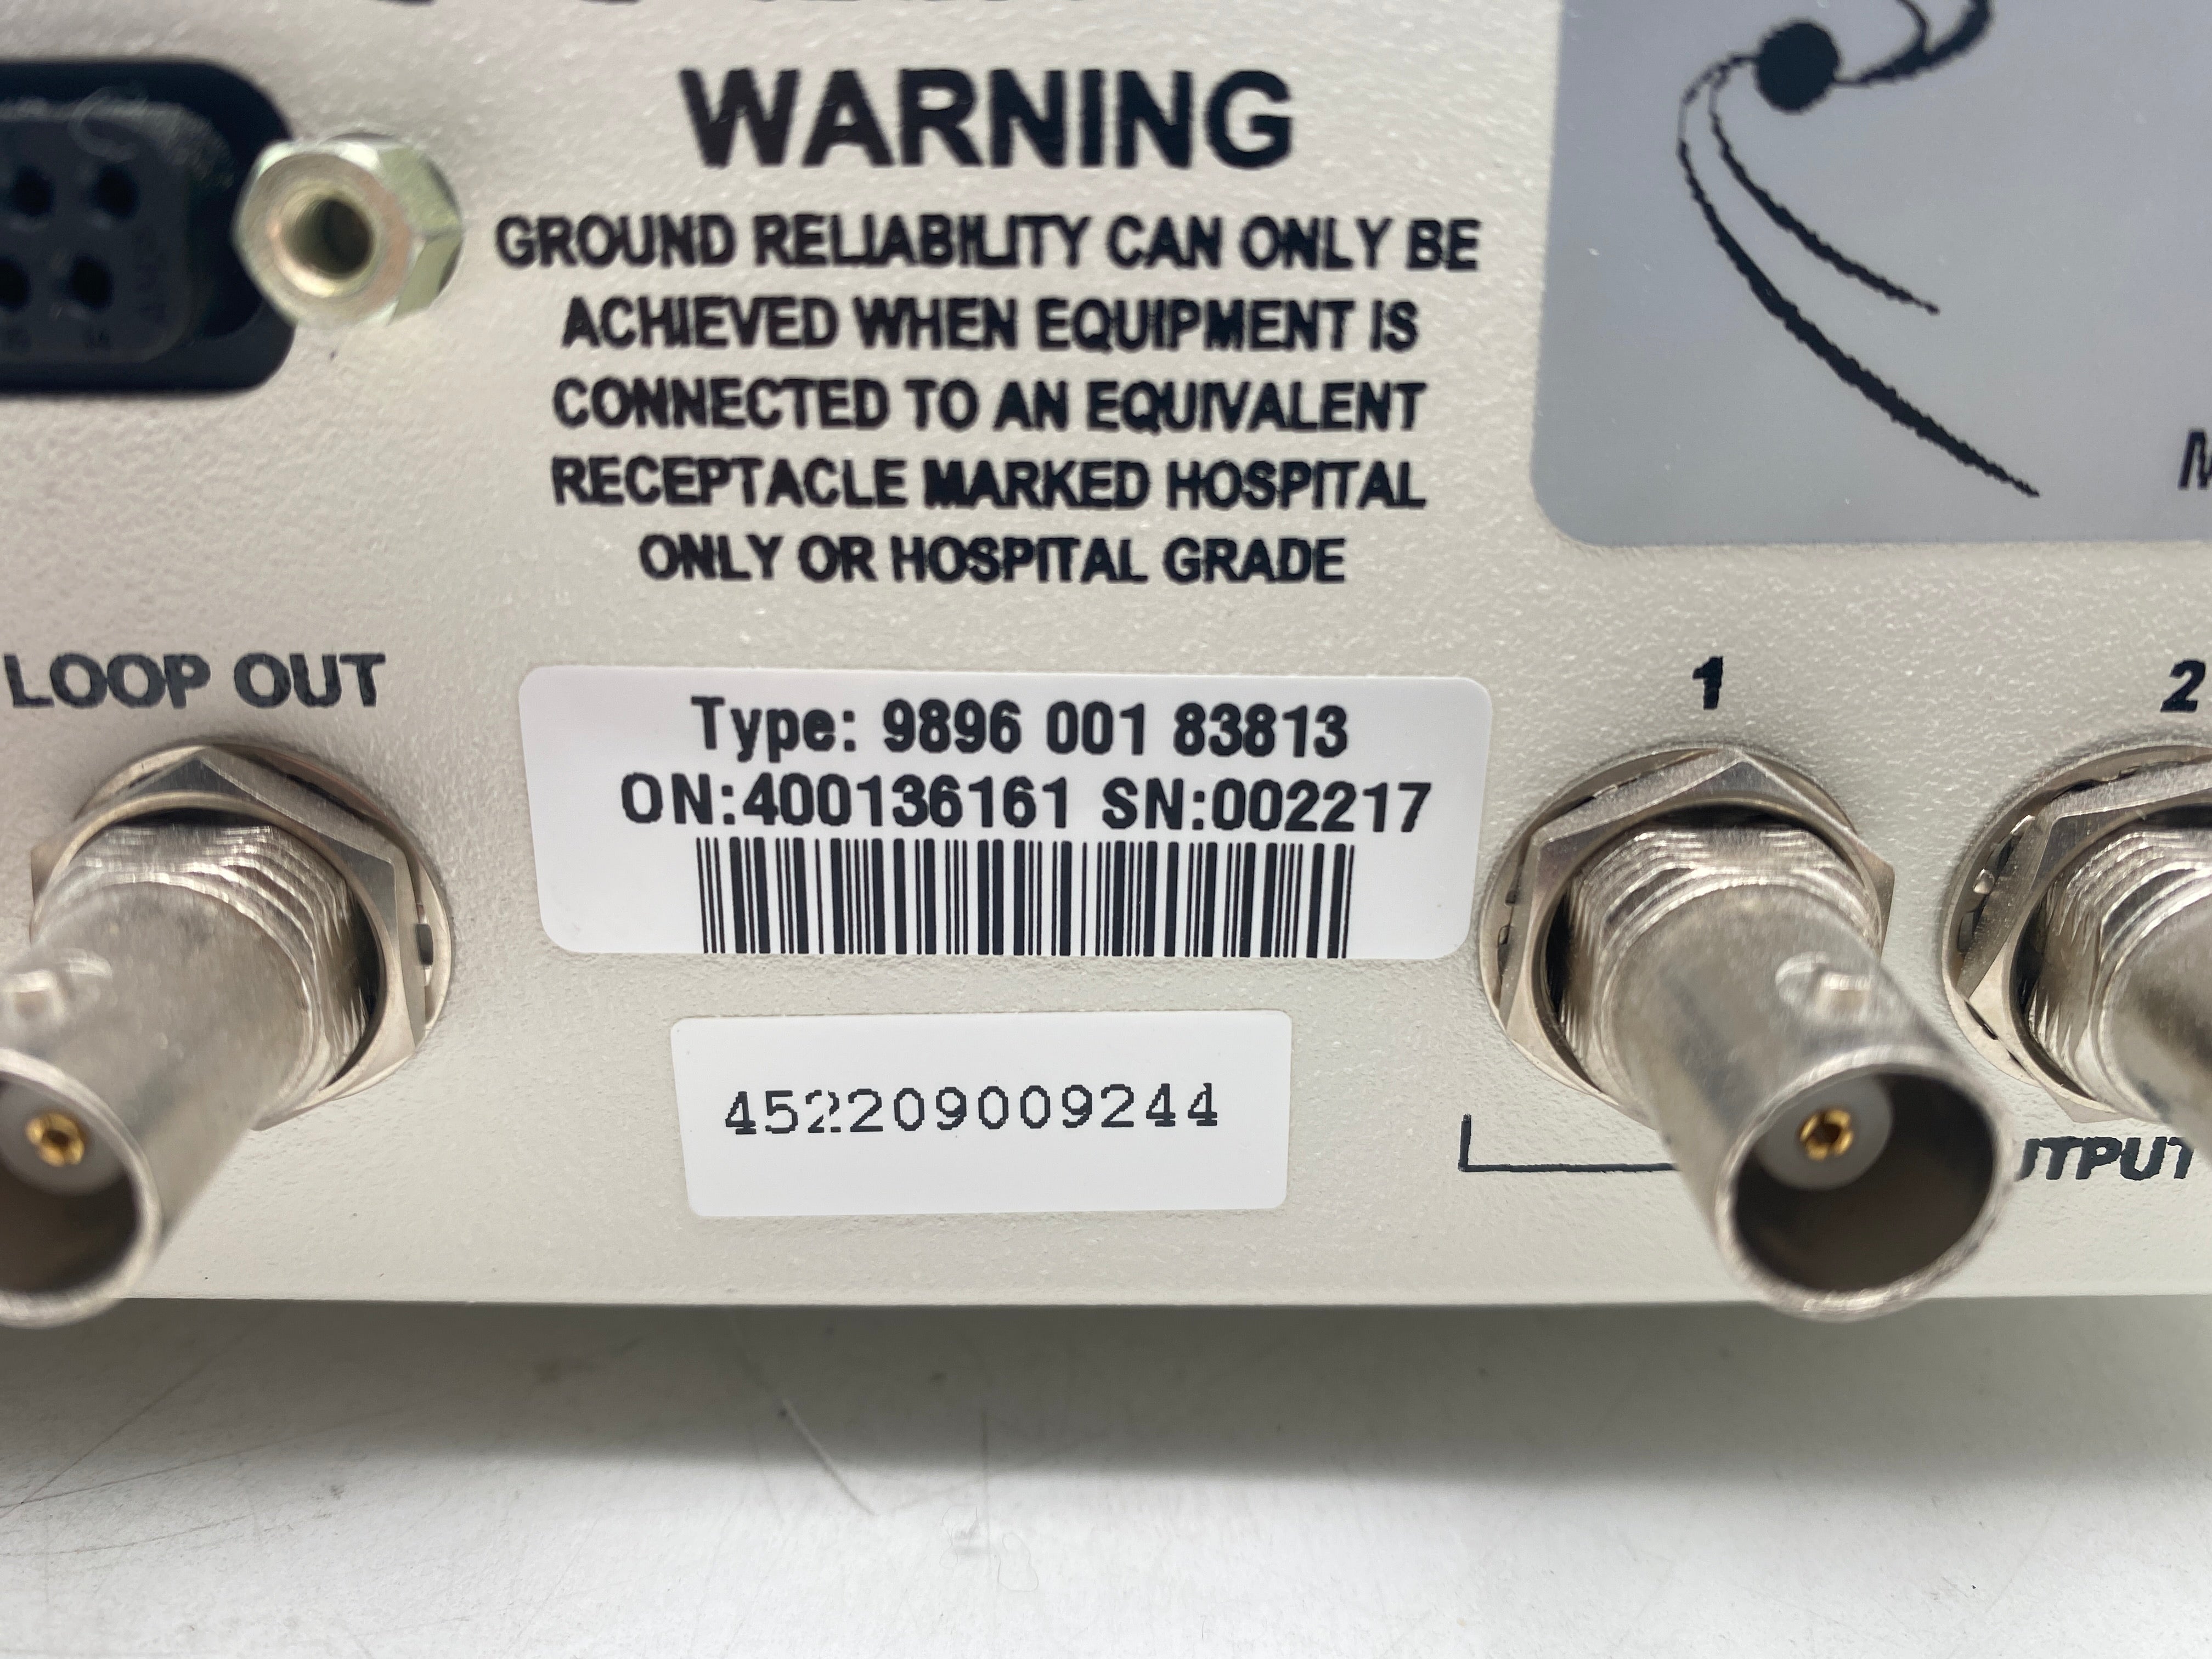 WARNING
GROUND RELIABILITY CAN ONLY BE
ACHIEVED WHEN EQUIPMENT IS
CONNECTED TO AN EQUIVALENT
RECEPTACLE MARKED HOSPITAL
ONLY OR HOSPITAL GRADE
LOOP OUT
Type: 9896 001 83813
ON:400136161 SN:002217
1
2
452209009244
UTPUT